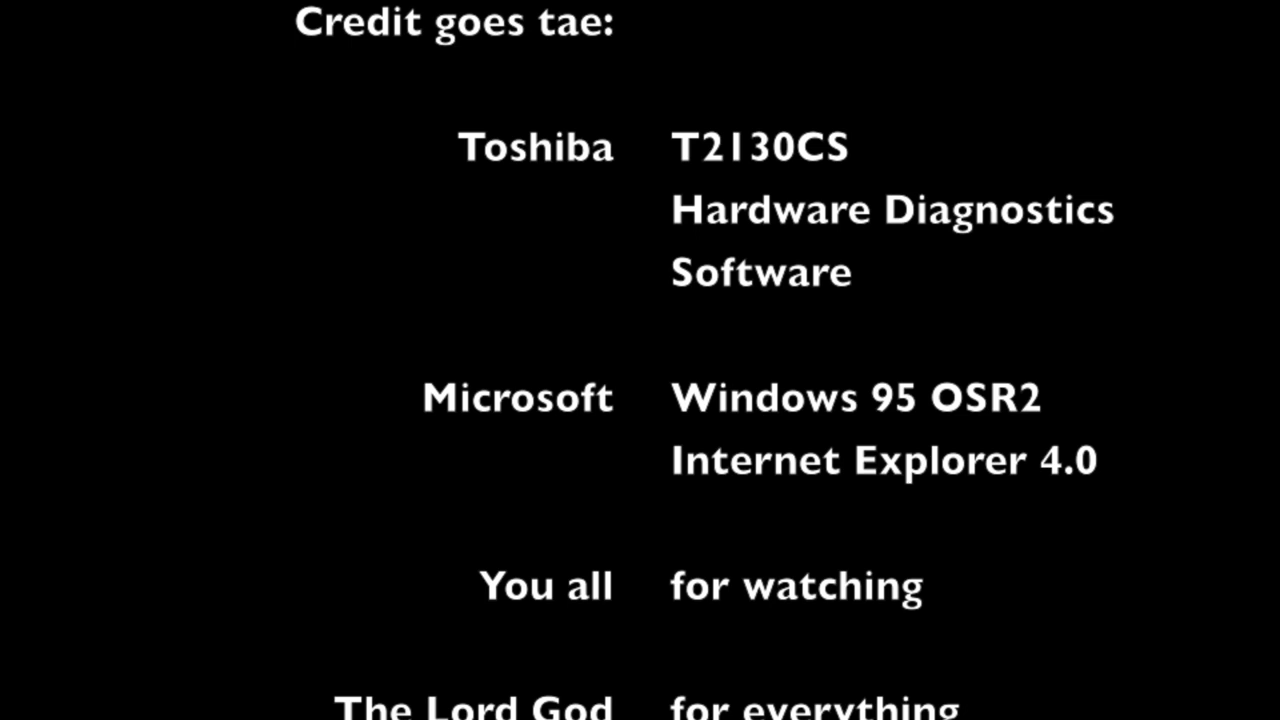 Credit goes tae:
Toshiba T2130CS
Hardware Diagnostics
Software
Microsoft Windows 95 OSR2
Internet Explorer 4.0
You all for watching
The Lord God for everything